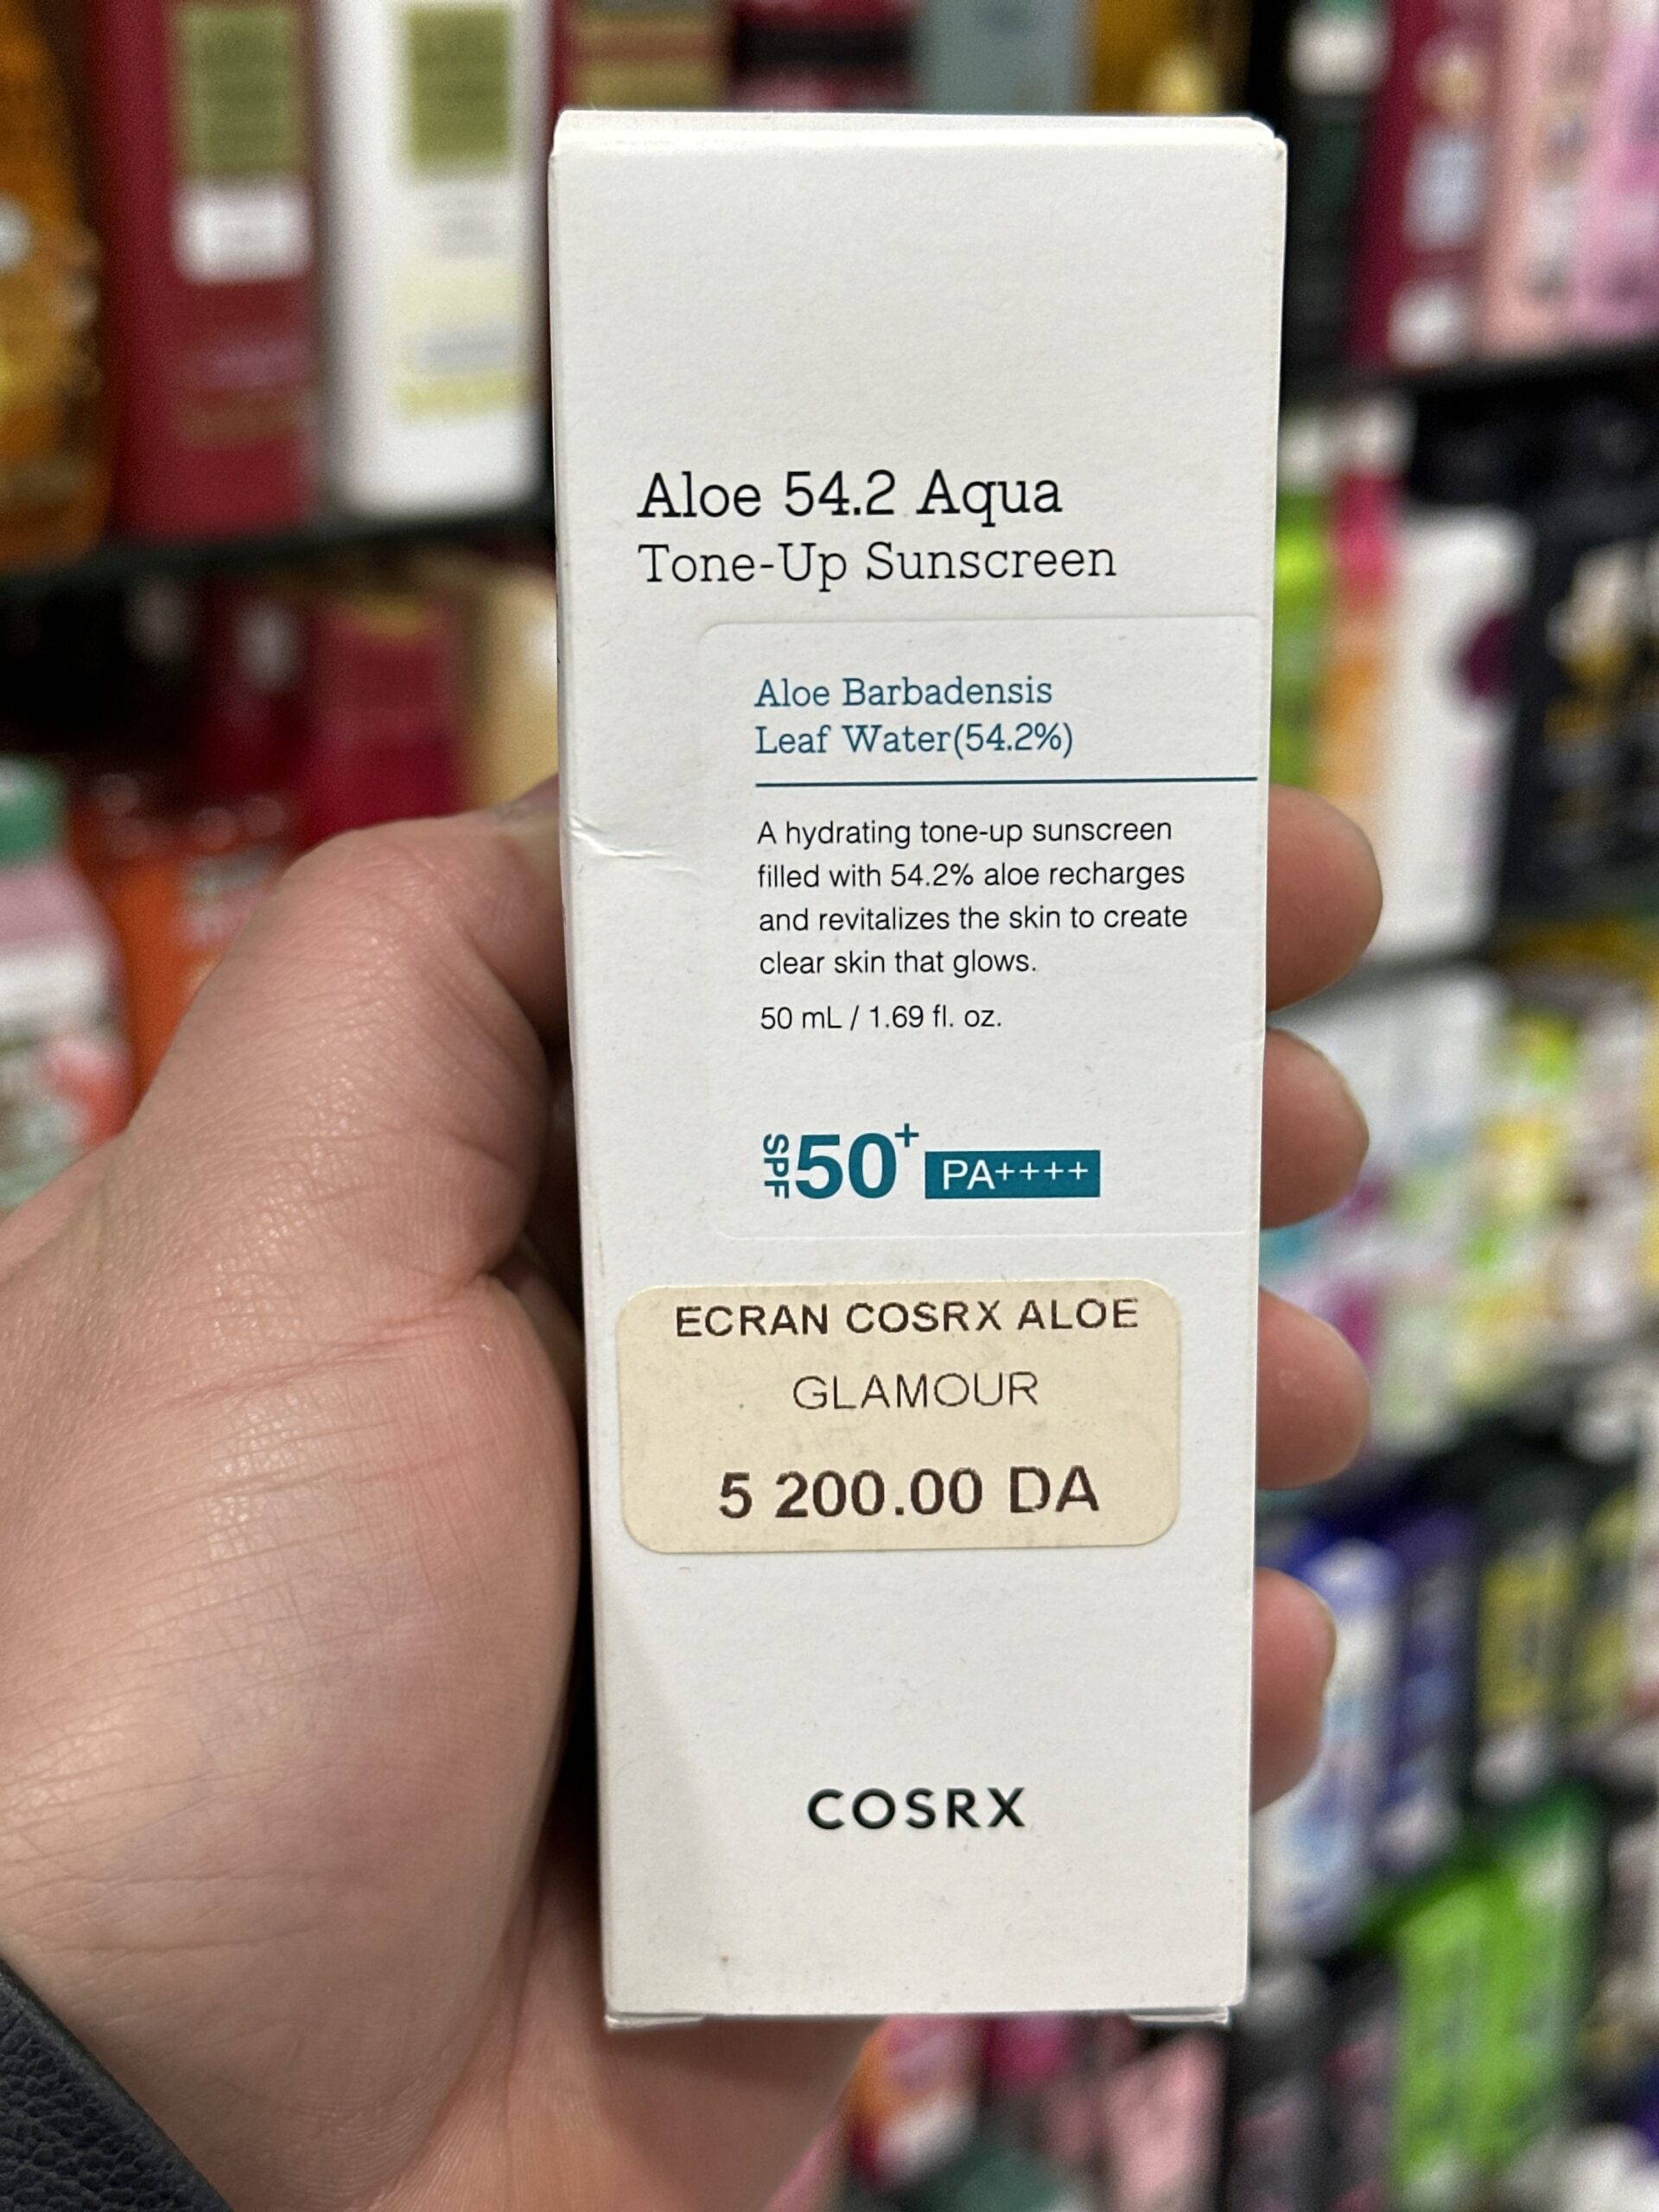 Aloe 54.2 Aqua
Tone-Up Sunscreen
Aloe Barbadensis
Leaf Water(54.2%)
A hydrating tone-up sunscreen
filled with 54.2% aloe recharges
and revitalizes the skin to create
clear skin that glows.
50 mL / 1.69 fl. oz.
SPF 50+ PA++++
ECRAN COSRX ALOE
GLAMOUR
5 200.00 DA
COSRX